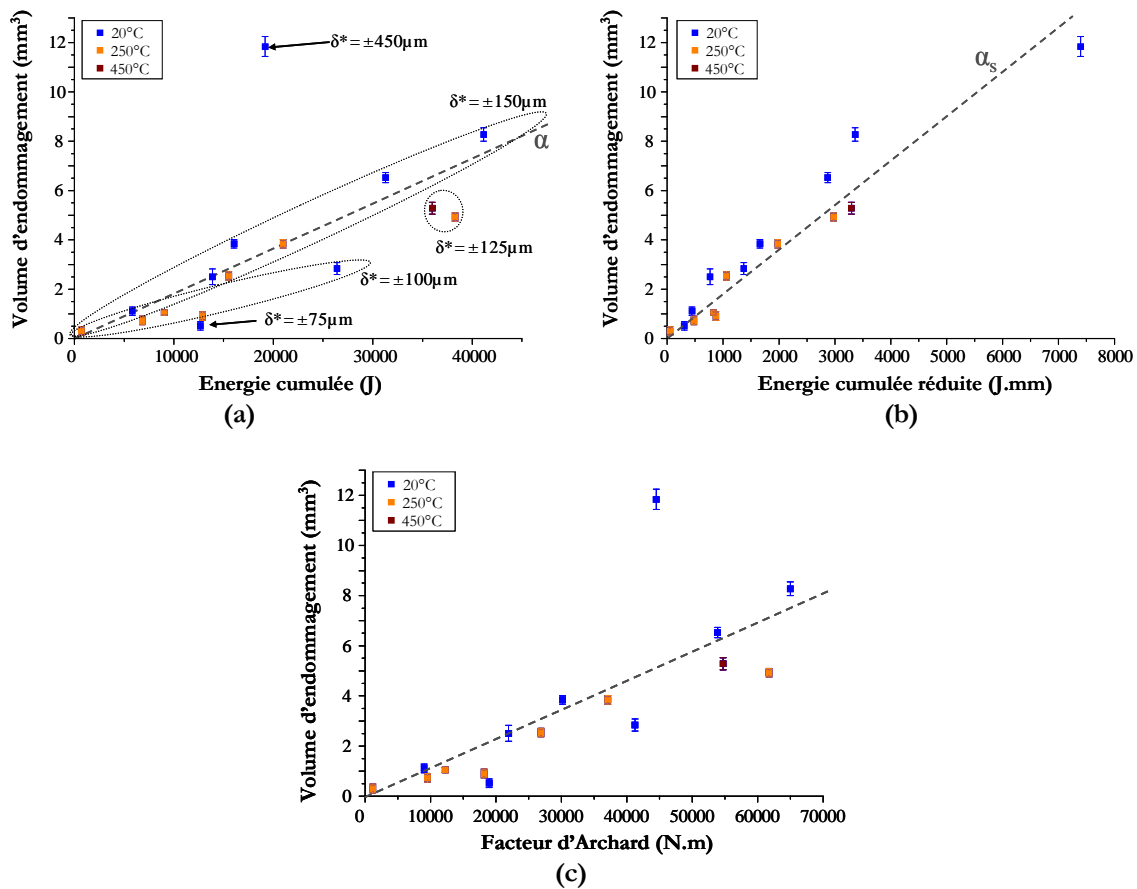 20°C
250°C
450°C
δ* = ±450µm
δ* = ±150µm
α
δ* = ±125µm
δ* = ±100µm
δ* = ±75µm
Volume d'endommagement (mm³)
12
10
8
6
4
2
0
0 10000 20000 30000 40000
Energie cumulée (J)
(a)
20°C
250°C
450°C
αs
Volume d'endommagement (mm³)
12
10
8
6
4
2
0
0 1000 2000 3000 4000 5000 6000 7000 8000
Energie cumulée réduite (J.mm)
(b)
20°C
250°C
450°C
Volume d'endommagement (mm³)
12
10
8
6
4
2
0
0 10000 20000 30000 40000 50000 60000 70000
Facteur d'Archard (N.m)
(c)